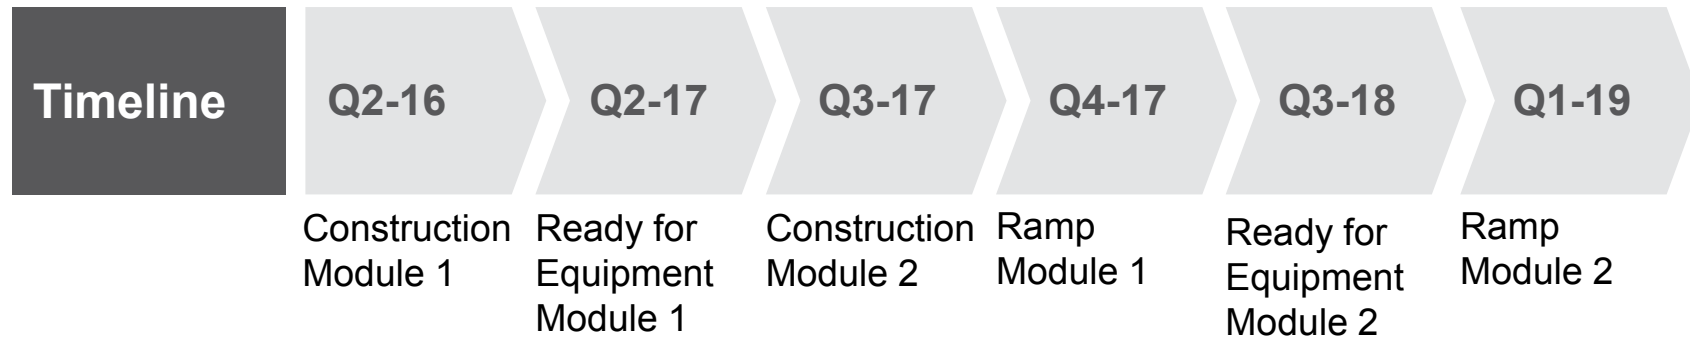 Timeline
Q2-16
Q2-17
Q3-17
Q4-17
Q3-18
Q1-19
Construction
Module 1
Ready for
Equipment
Module 1
Construction
Module 2
Ramp
Module 1
Ready for
Equipment
Module 2
Ramp
Module 2